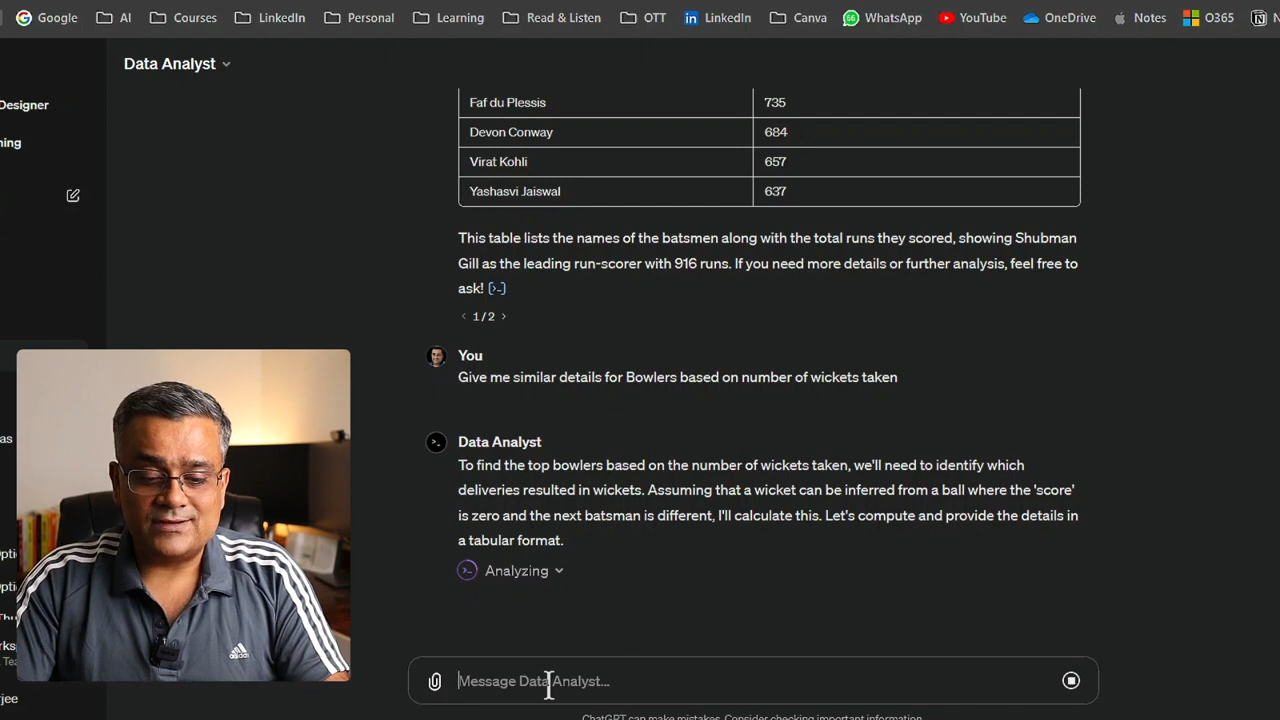 Google AI Courses LinkedIn Personal Learning Read & Listen OTT LinkedIn Canva WhatsApp YouTube OneDrive Notes O365 N
Data Analyst
Designer
ning
Faf du Plessis 735
Devon Conway 684
Virat Kohli 657
Yashasvi Jaiswal 637
This table lists the names of the batsmen along with the total runs they scored, showing Shubman
Gill as the leading run-scorer with 916 runs. If you need more details or further analysis, feel free to
ask! [>-]
< 1/2 >
You
Give me similar details for Bowlers based on number of wickets taken
Data Analyst
To find the top bowlers based on the number of wickets taken, we'll need to identify which
deliveries resulted in wickets. Assuming that a wicket can be inferred from a ball where the 'score'
is zero and the next batsman is different, I'll calculate this. Let's compute and provide the details in
a tabular format.
Analyzing
as
Opti
Opti
Thu
rksp
Tea
rjee
Message Data Analyst...
ChatGPT can make mistakes. Consider checking important information.